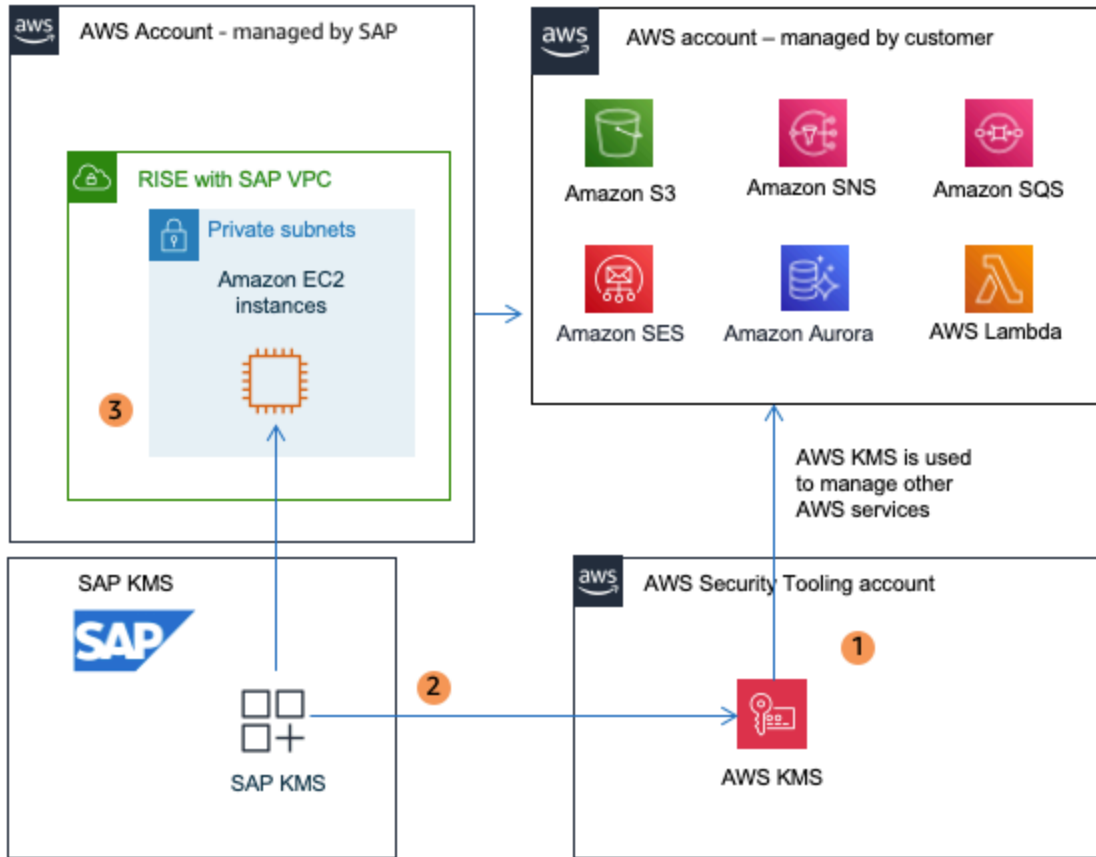 aws
AWS Account - managed by SAP
RISE with SAP VPC
Private subnets
Amazon EC2
instances
3
aws
AWS account – managed by customer
Amazon S3
Amazon SNS
Amazon SQS
Amazon SES
Amazon Aurora
AWS Lambda
AWS KMS is used
to manage other
AWS services
SAP KMS
SAP
SAP KMS
2
aws
AWS Security Tooling account
1
AWS KMS